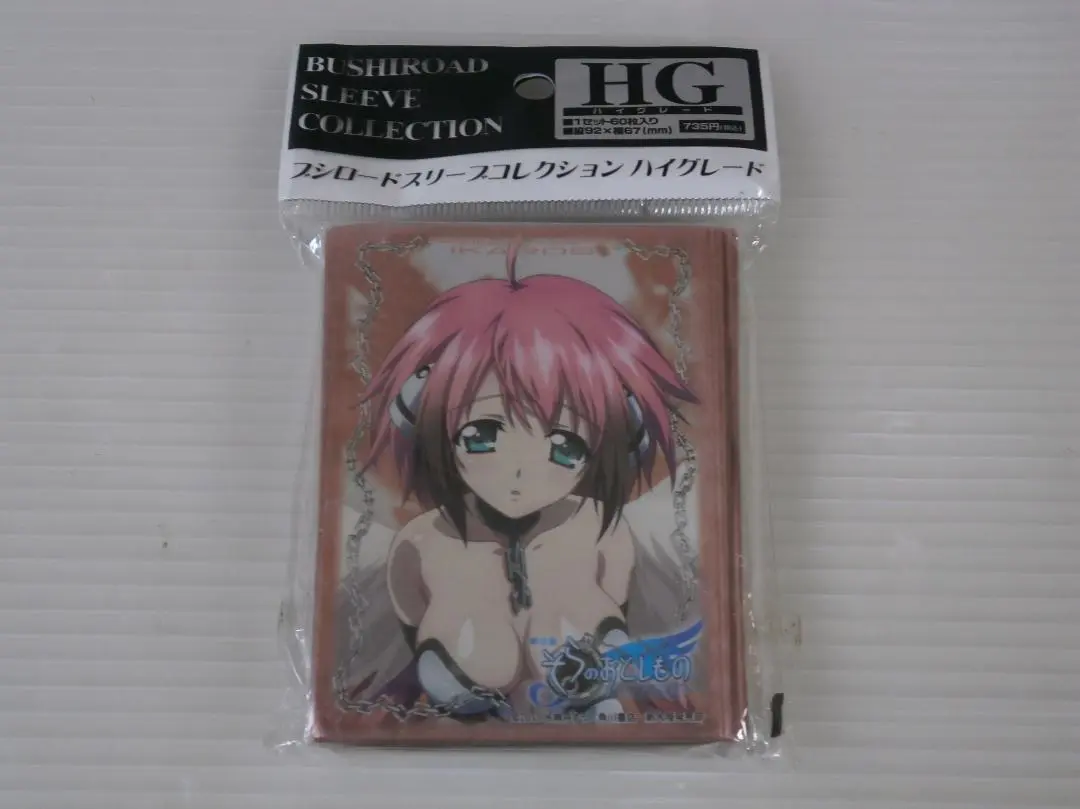 BUSHIROAD
SLEEVE
COLLECTION
HG
ハイグレード
■1セット60枚入り
■縦92×横67(mm)
735円(税込)
ブシロードスリーブコレクション ハイグレード
IKAROS
そらのおとしもの